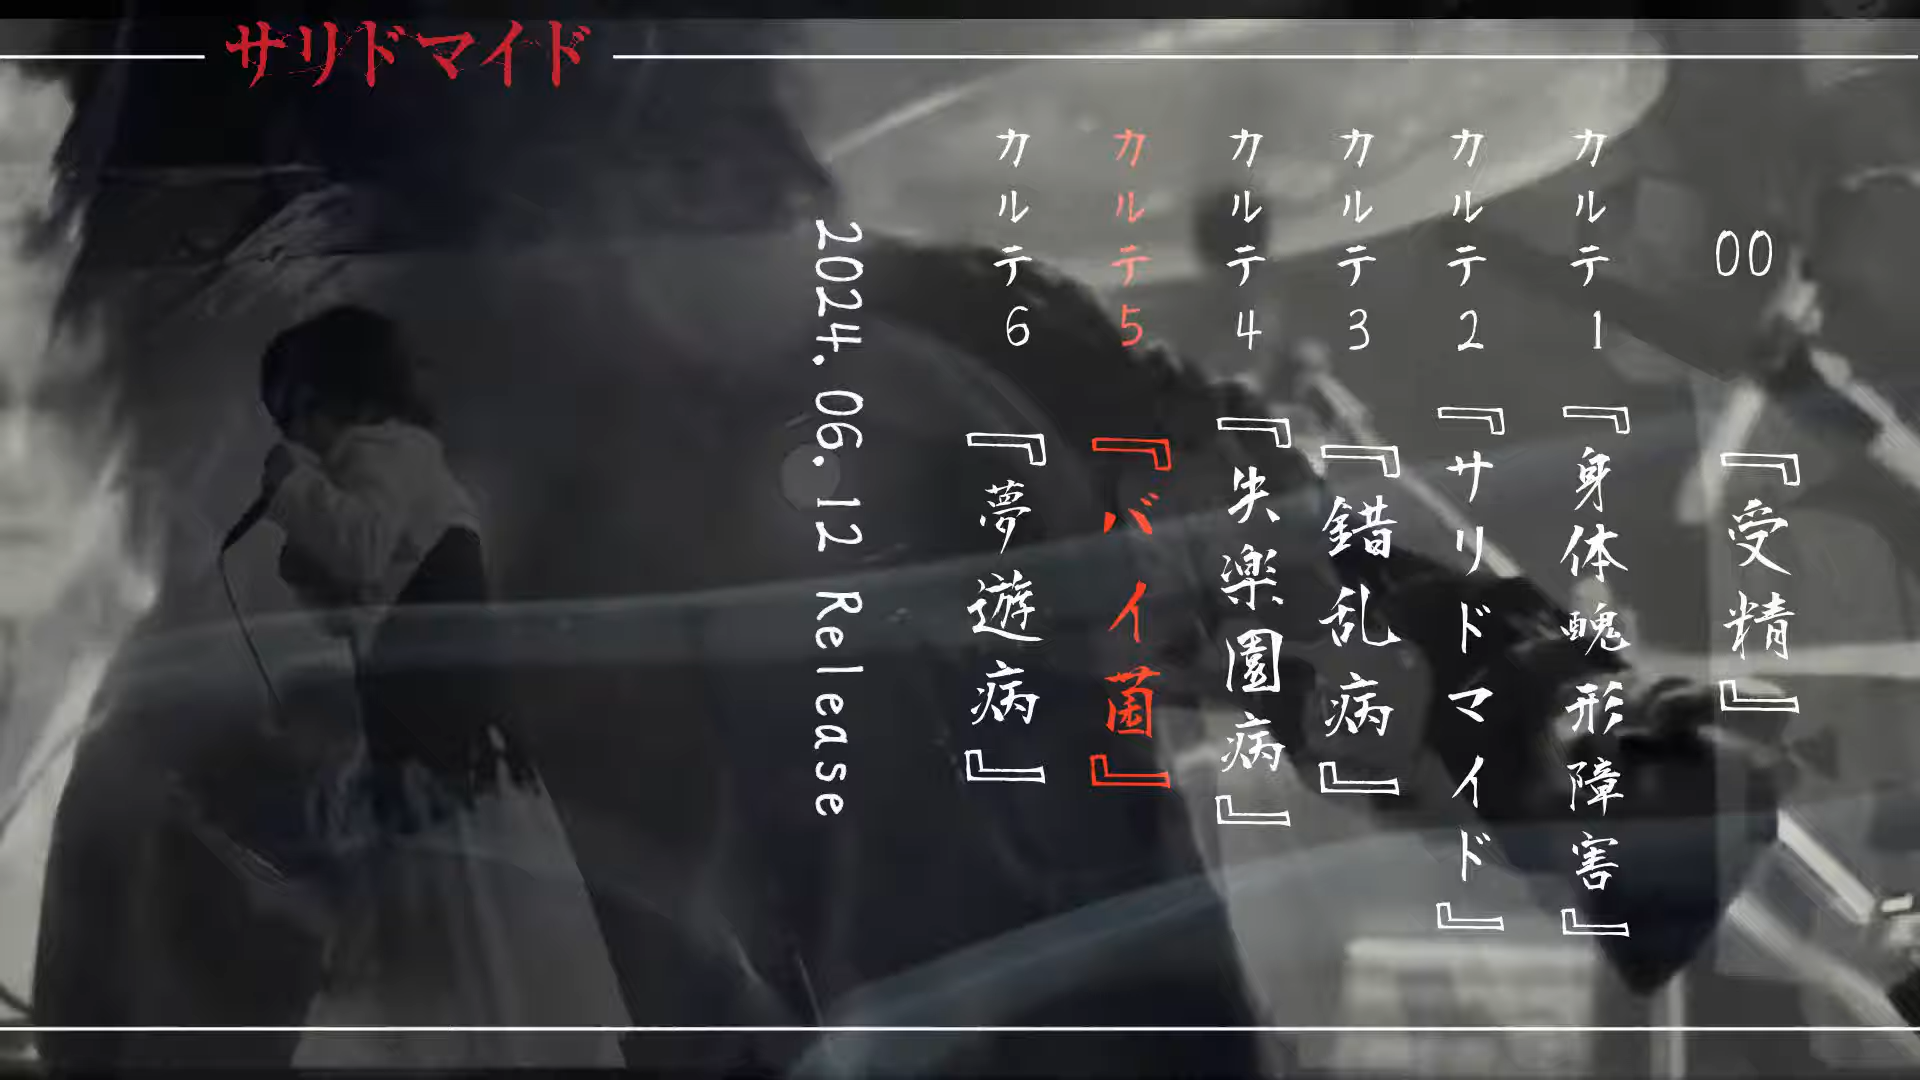 サリドマイド
00『受精』
カルテ1『身体醜形障害』
カルテ2『サリドマイド』
カルテ3『錯乱病』
カルテ4『失楽園病』
カルテ5『バイ菌』
カルテ6『夢遊病』
2024.06.12 Release